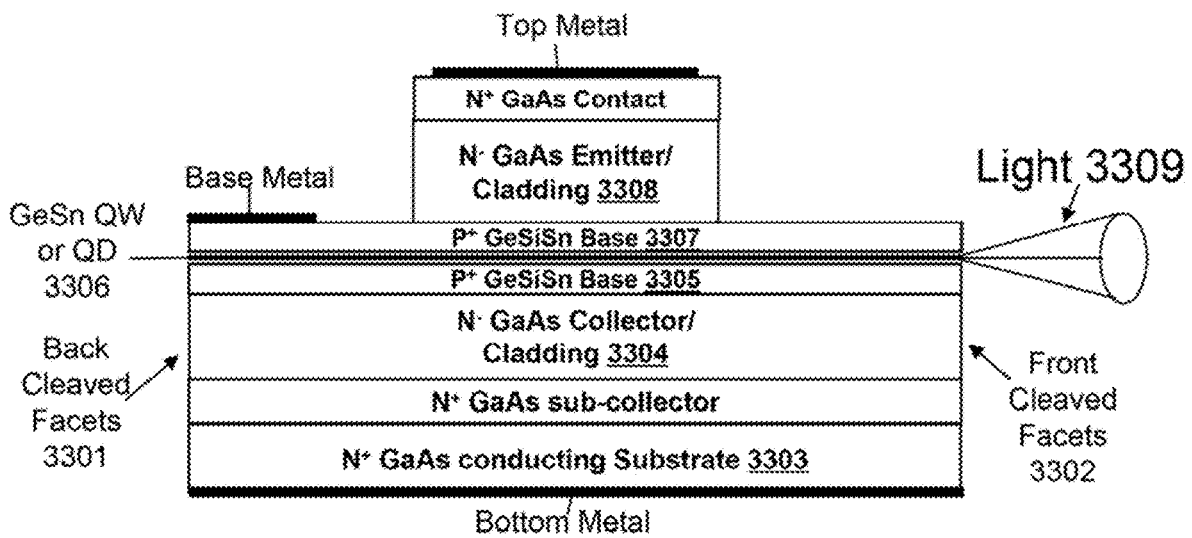 Top Metal
N⁺ GaAs Contact
N⁻ GaAs Emitter/
Cladding 3308
Base Metal
Light 3309
GeSn QW
or QD
3306
P⁺ GeSiSn Base 3307
P⁺ GeSiSn Base 3305
N⁻ GaAs Collector/
Cladding 3304
Back
Cleaved
Facets
3301
Front
Cleaved
Facets
3302
N⁺ GaAs sub-collector
N⁺ GaAs conducting Substrate 3303
Bottom Metal